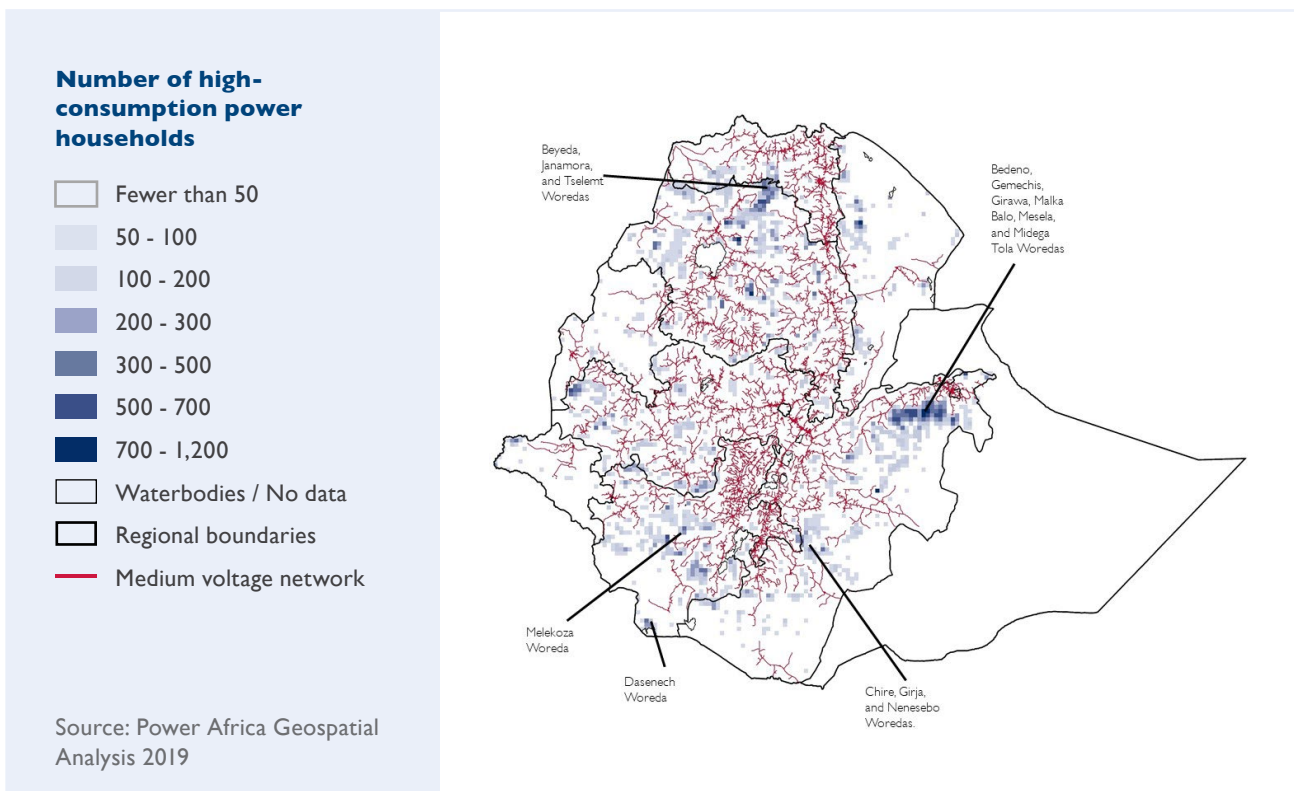 Number of high-
consumption power
households
Fewer than 50
50 - 100
100 - 200
200 - 300
300 - 500
500 - 700
700 - 1,200
Waterbodies / No data
Regional boundaries
Medium voltage network
Source: Power Africa Geospatial
Analysis 2019
Beyeda,
Janamora,
and Tselemt
Woredas
Bedeno,
Gemechis,
Girawa, Malka
Balo, Mesela,
and Midega
Tola Woredas
Melekoza
Woreda
Dasenech
Woreda
Chire, Girja,
and Nenesebo
Woredas.